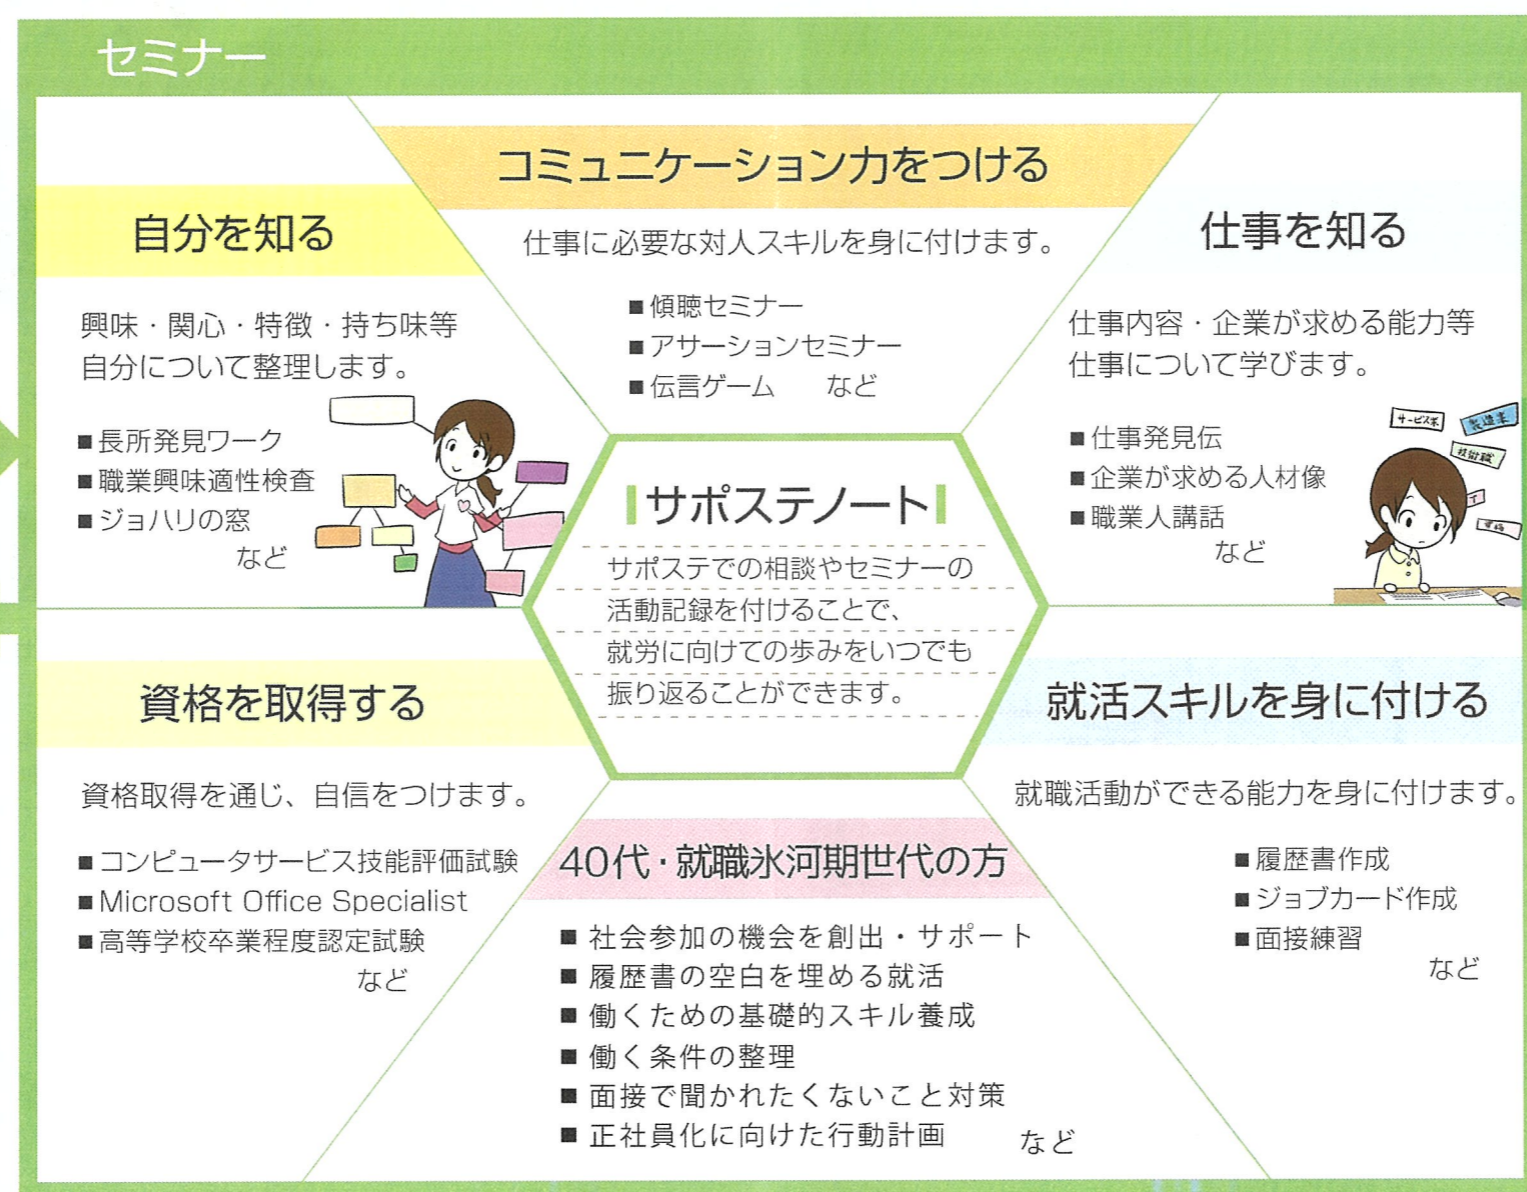 セミナー
コミュニケーション力をつける
仕事に必要な対人スキルを身に付けます。
■傾聴セミナー
■アサーションセミナー
■伝言ゲーム　など
自分を知る
興味・関心・特徴・持ち味等
自分について整理します。
■長所発見ワーク
■職業興味適性検査
■ジョハリの窓
など
仕事を知る
仕事内容・企業が求める能力等
仕事について学びます。
■仕事発見伝
■企業が求める人材像
■職業人講話
など
サービス業
製造業
技術職
サポステノート
サポステでの相談やセミナーの
活動記録を付けることで、
就労に向けての歩みをいつでも
振り返ることができます。
資格を取得する
資格取得を通じ、自信をつけます。
■コンピュータサービス技能評価試験
■Microsoft Office Specialist
■高等学校卒業程度認定試験
など
40代・就職氷河期世代の方
■ 社会参加の機会を創出・サポート
■ 履歴書の空白を埋める就活
■ 働くための基礎的スキル養成
■ 働く条件の整理
■ 面接で聞かれたくないこと対策
■ 正社員化に向けた行動計画　など
就活スキルを身に付ける
就職活動ができる能力を身に付けます。
■履歴書作成
■ジョブカード作成
■面接練習
など